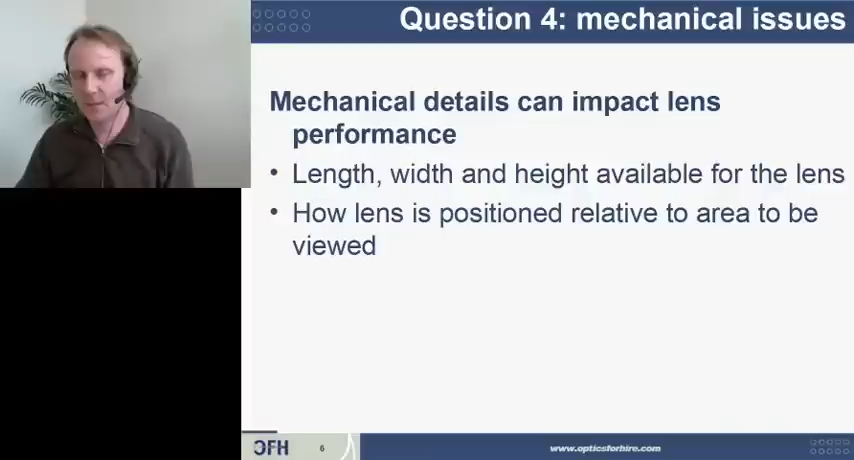 Question 4: mechanical issues
Mechanical details can impact lens
performance
• Length, width and height available for the lens
• How lens is positioned relative to area to be
viewed
OFH
6
www.opticsforhire.com